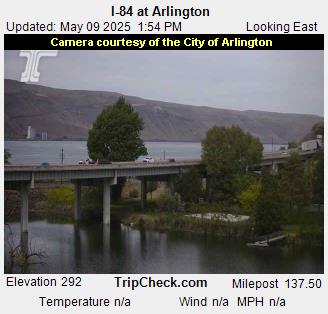 I-84 at Arlington
Updated: May 09 2025 1:54 PM Looking East
Camera courtesy of the City of Arlington
Elevation 292 TripCheck.com Milepost 137.50
Temperature n/a Wind n/a MPH n/a